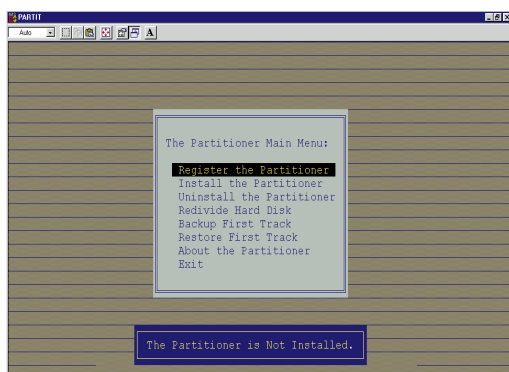 PARTIT
Auto
A
The Partitioner Main Menu:
Register the Partitioner
Install the Partitioner
Uninstall the Partitioner
Redivide Hard Disk
Backup First Track
Restore First Track
About the Partitioner
Exit
The Partitioner is Not Installed.